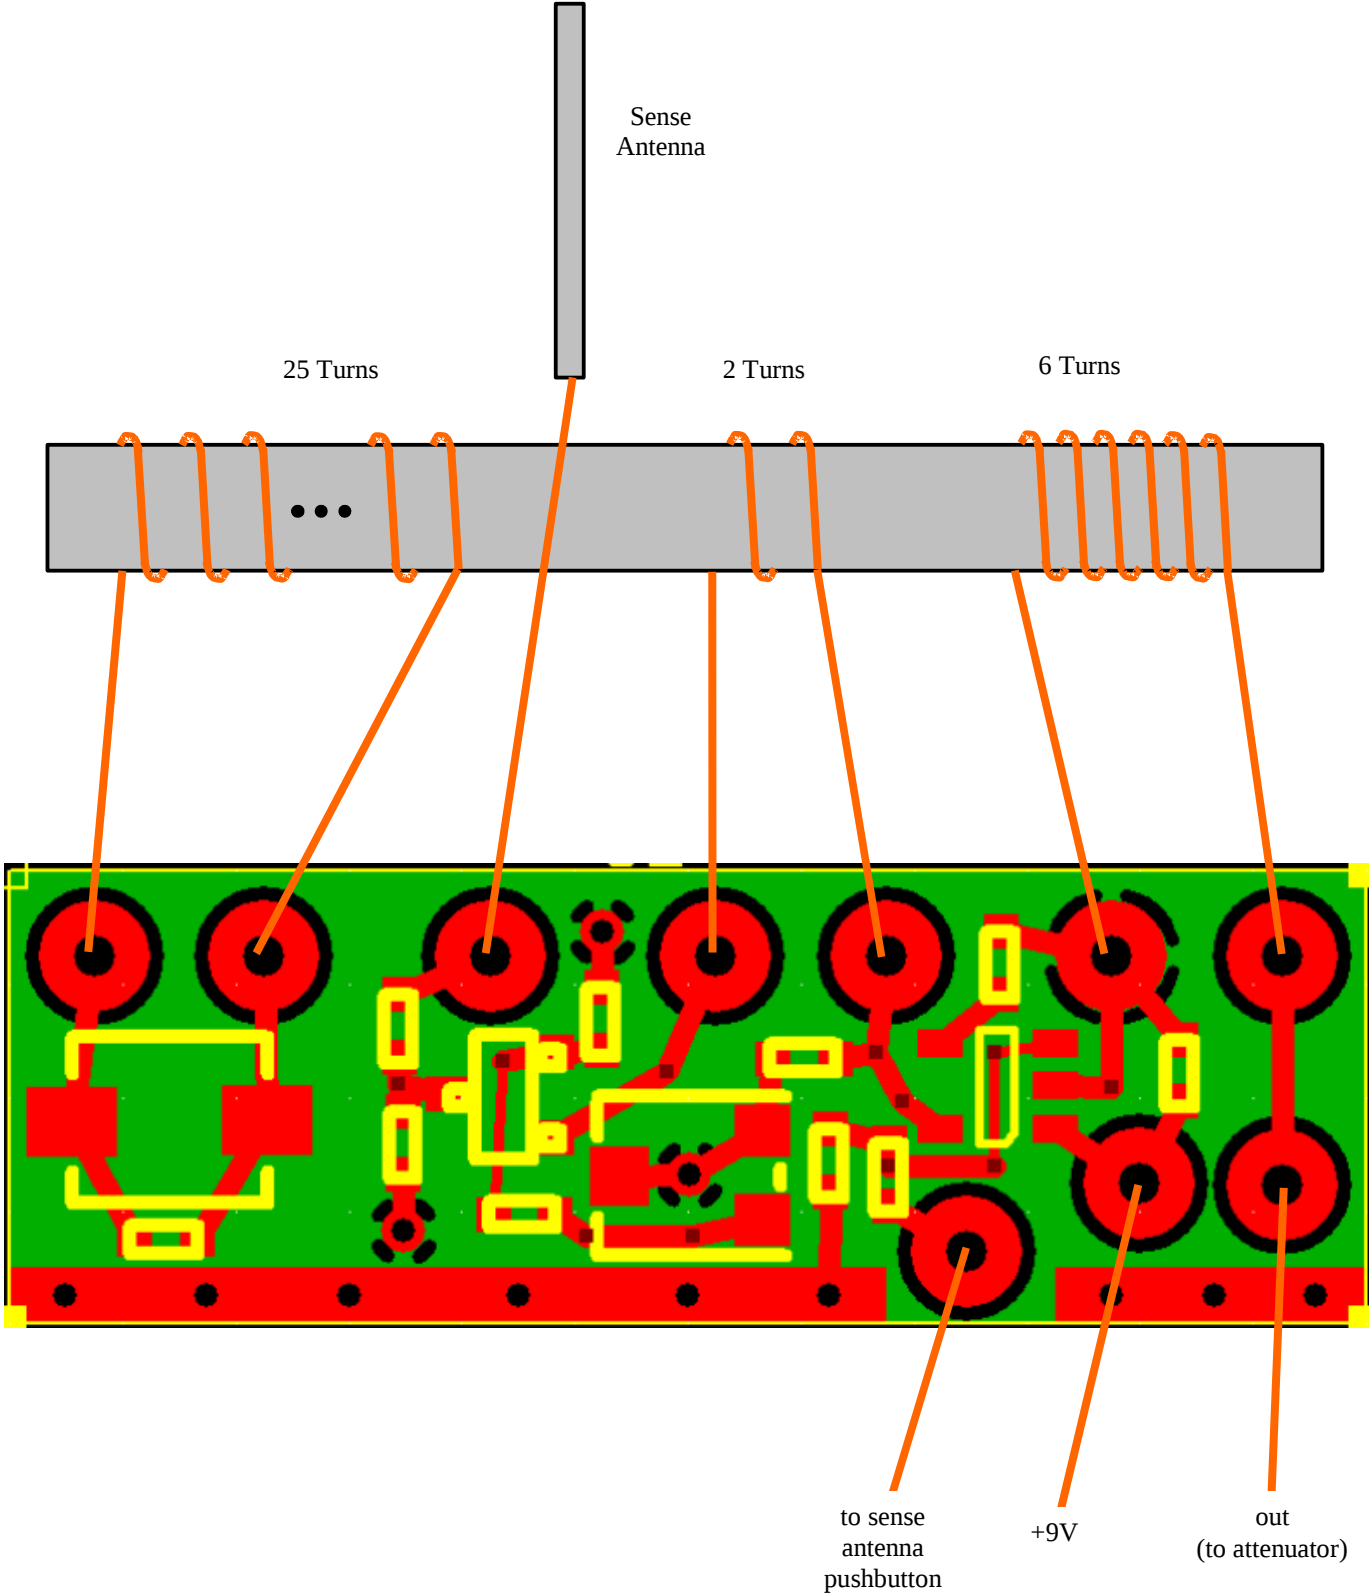 Sense
Antenna
25 Turns
2 Turns
6 Turns
to sense
antenna
pushbutton
+9V
out
(to attenuator)